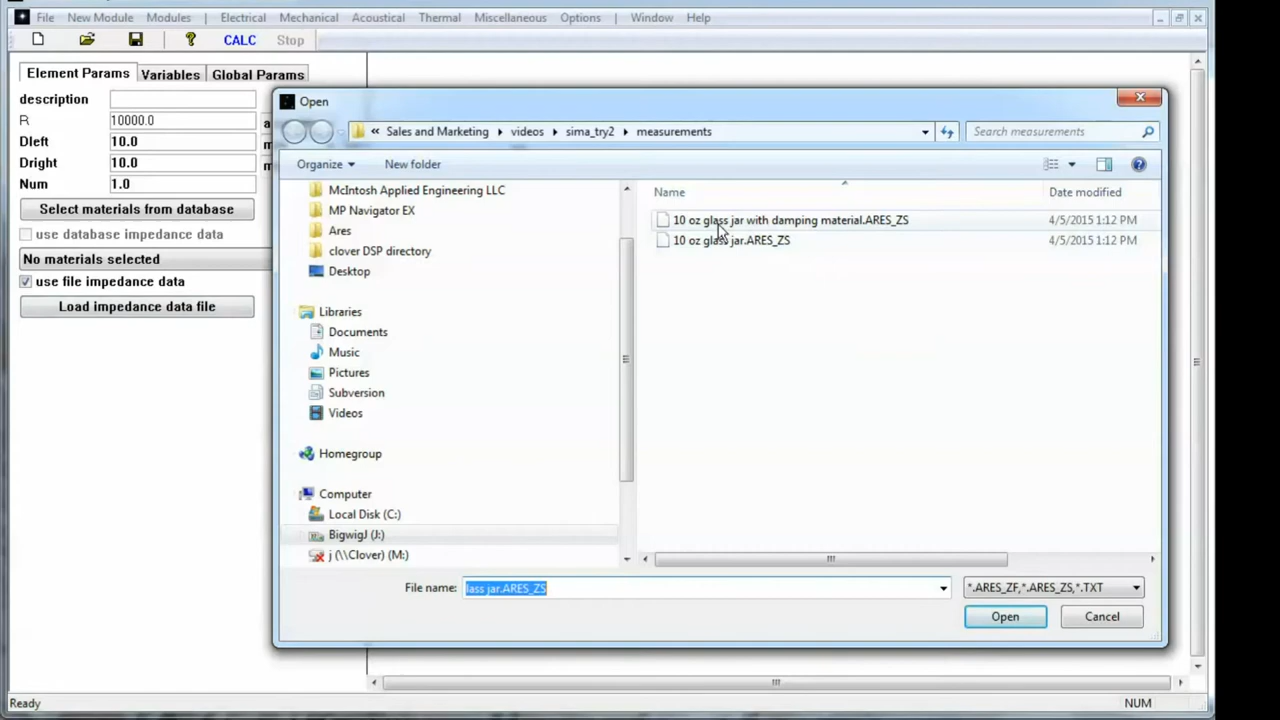 File New Module Modules Electrical Mechanical Acoustical Thermal Miscellaneous Options Window Help
? CALC Stop
Element Params Variables Global Params
description
R 10000.0
Dleft 10.0
Dright 10.0
Num 1.0
Select materials from database
use database impedance data
No materials selected
use file impedance data
Load impedance data file
Open
« Sales and Marketing videos sima_try2 measurements
Search measurements
Organize New folder
McIntosh Applied Engineering LLC
MP Navigator EX
Ares
clover DSP directory
Desktop
Libraries
Documents
Music
Pictures
Subversion
Videos
Homegroup
Computer
Local Disk (C:)
BigwigJ (J:)
j (\\Clover) (M:)
Name Date modified
10 oz glass jar with damping material.ARES_ZS 4/5/2015 1:12 PM
10 oz glass jar.ARES_ZS 4/5/2015 1:12 PM
File name: lass jar.ARES_ZS *.ARES_ZF,*.ARES_ZS,*.TXT
Open Cancel
Ready NUM